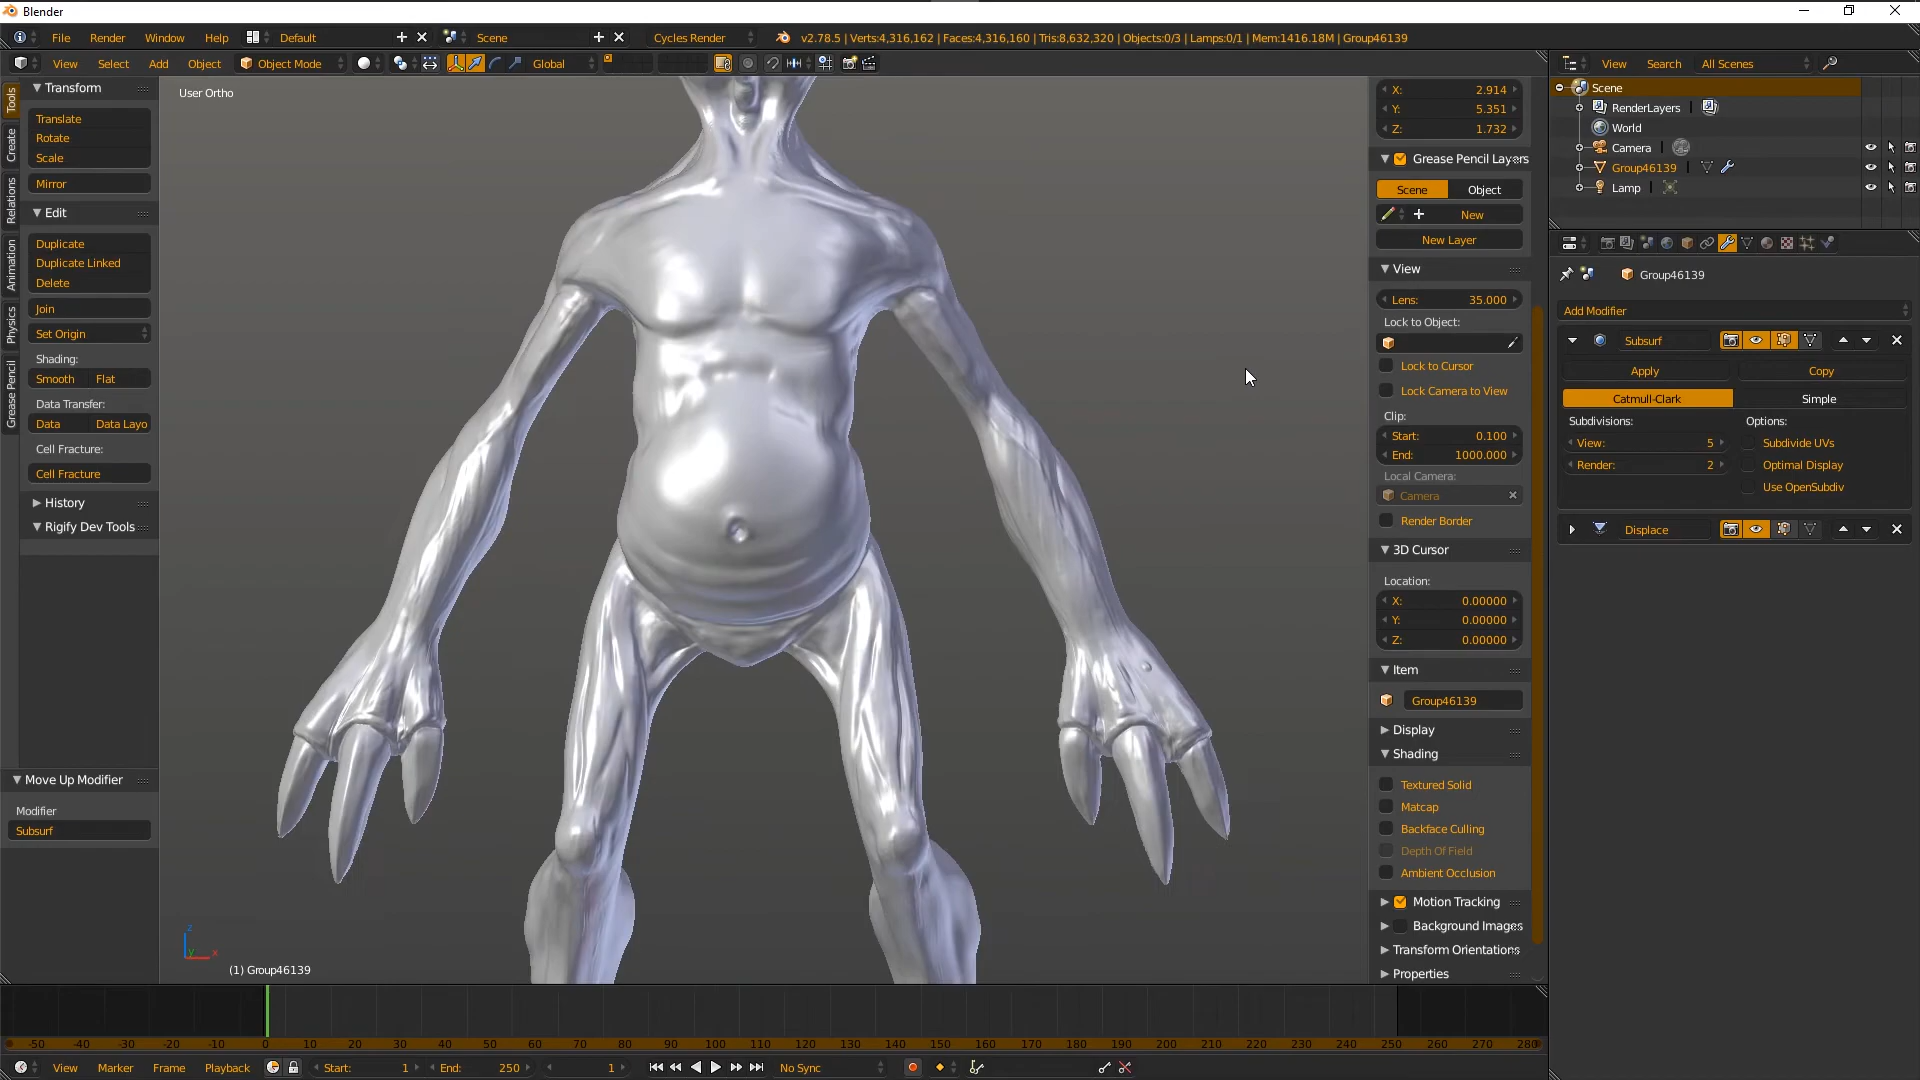 Blender
File Render Window Help Default Scene Cycles Render v2.78.5 | Verts:4,316,162 | Faces:4,316,160 | Tris:8,632,320 | Objects:0/3 | Lamps:0/1 | Mem:1416.18M | Group46139
View Select Add Object Object Mode Global
View Search All Scenes
Tools
Create
Relations
Animation
Physics
Grease Pencil
Transform
Translate
Rotate
Scale
Mirror
Edit
Duplicate
Duplicate Linked
Delete
Join
Set Origin
Shading:
Smooth Flat
Data Transfer:
Data Data Layo
Cell Fracture:
Cell Fracture
History
Rigify Dev Tools
Move Up Modifier
Modifier
Subsurf
User Ortho
(1) Group46139
z
y
x
X: 2.914
Y: 5.351
Z: 1.732
Grease Pencil Layers
Scene Object
New
New Layer
View
Lens: 35.000
Lock to Object:
Lock to Cursor
Lock Camera to View
Clip:
Start: 0.100
End: 1000.000
Local Camera:
Camera
Render Border
3D Cursor
Location:
X: 0.00000
Y: 0.00000
Z: 0.00000
Item
Group46139
Display
Shading
Textured Solid
Matcap
Backface Culling
Depth Of Field
Ambient Occlusion
Motion Tracking
Background Images
Transform Orientations
Properties
Scene
RenderLayers
World
Camera
Group46139
Lamp
Group46139
Add Modifier
Subsurf
Apply Copy
Catmull-Clark Simple
Subdivisions: Options:
View: 5 Subdivide UVs
Render: 2 Optimal Display
Use OpenSubdiv
Displace
-50 -40 -30 -20 -10 0 10 20 30 40 50 60 70 80 90 100 110 120 130 140 150 160 170 180 190 200 210 220 230 240 250 260 270 280
View Marker Frame Playback Start: 1 End: 250 1 No Sync